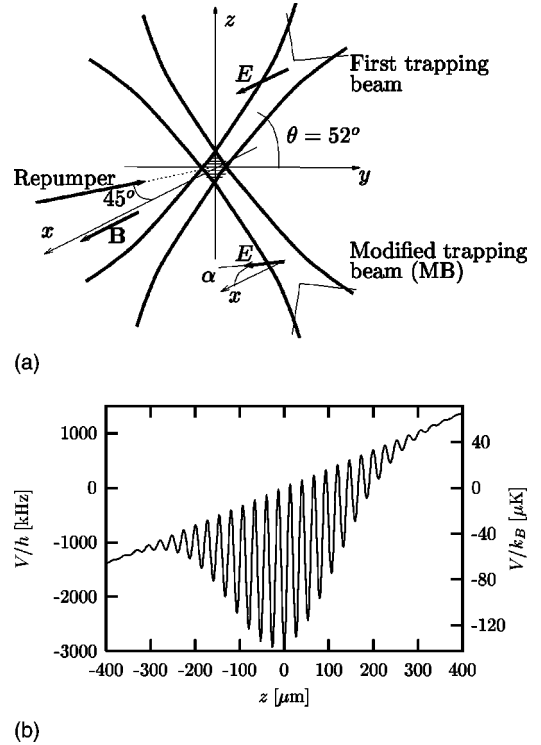 (a)
z
E
First trapping
beam
θ = 52°
Repumper
45°
y
x
B
E
α
x
Modified trapping
beam (MB)
(b)
1000
0
-1000
-2000
-3000
V/h [kHz]
40
0
-40
-80
-120
V/k_B [μK]
-400 -300 -200 -100 0 100 200 300 400
z [μm]